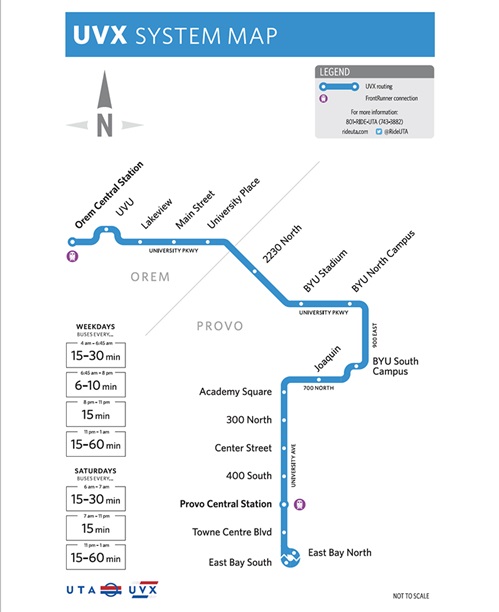 UVX SYSTEM MAP
LEGEND
UVX routing
FrontRunner connection
For more information:
801-RIDE-UTA (743-3882)
rideuta.com @RideUTA
N
Orem Central Station
UVU
Lakeview
Main Street
University Place
UNIVERSITY PKWY
2230 North
BYU Stadium
BYU North Campus
UNIVERSITY PKWY
OREM
PROVO
900 EAST
BYU South
Campus
Joaquin
700 NORTH
Academy Square
300 North
Center Street
UNIVERSITY AVE
400 South
Provo Central Station
Towne Centre Blvd
East Bay North
East Bay South
WEEKDAYS
BUSES EVERY...
4 am – 6:45 am
15-30 min
6:45 am – 8 pm
6-10 min
8 pm – 11 pm
15 min
11 pm – 1 am
15-60 min
SATURDAYS
BUSES EVERY...
6 am – 7 am
15-30 min
7 am – 11 pm
15 min
11 pm – 1 am
15-60 min
UTA UVX
NOT TO SCALE